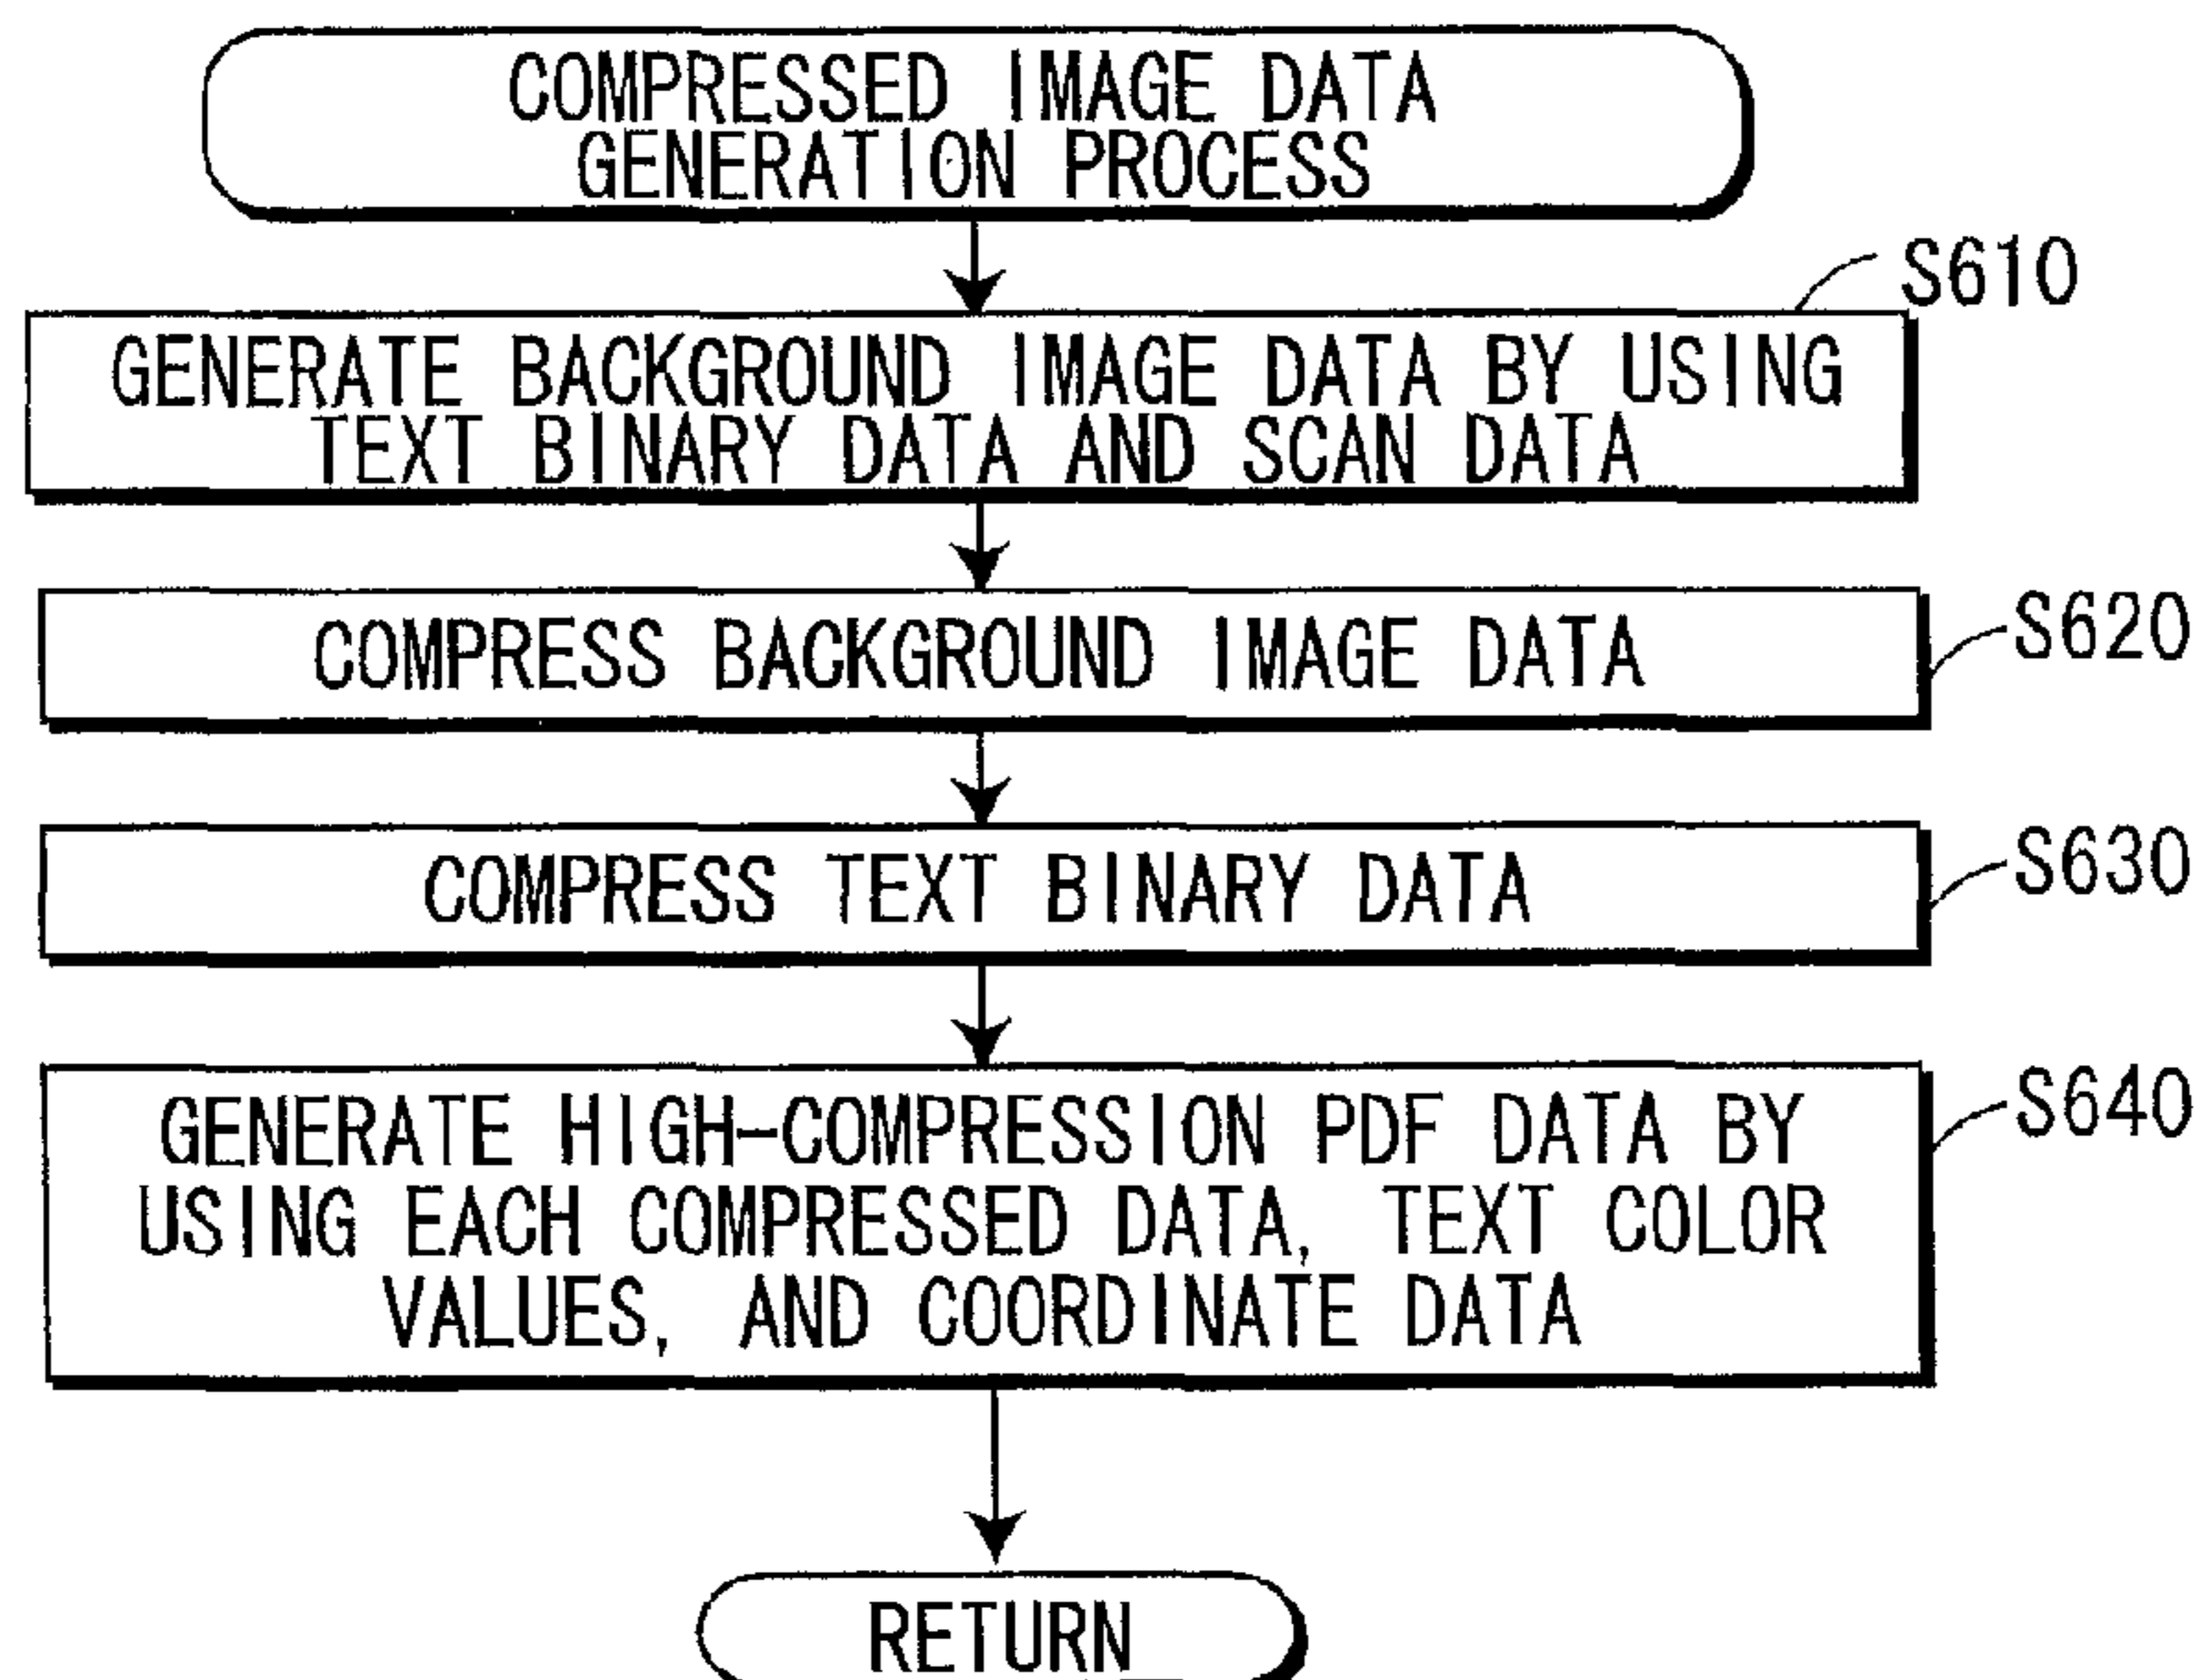 COMPRESSED IMAGE DATA
GENERATION PROCESS
S610
GENERATE BACKGROUND IMAGE DATA BY USING
TEXT BINARY DATA AND SCAN DATA
COMPRESS BACKGROUND IMAGE DATA
S620
COMPRESS TEXT BINARY DATA
S630
GENERATE HIGH-COMPRESSION PDF DATA BY
USING EACH COMPRESSED DATA, TEXT COLOR
VALUES, AND COORDINATE DATA
S640
RETURN